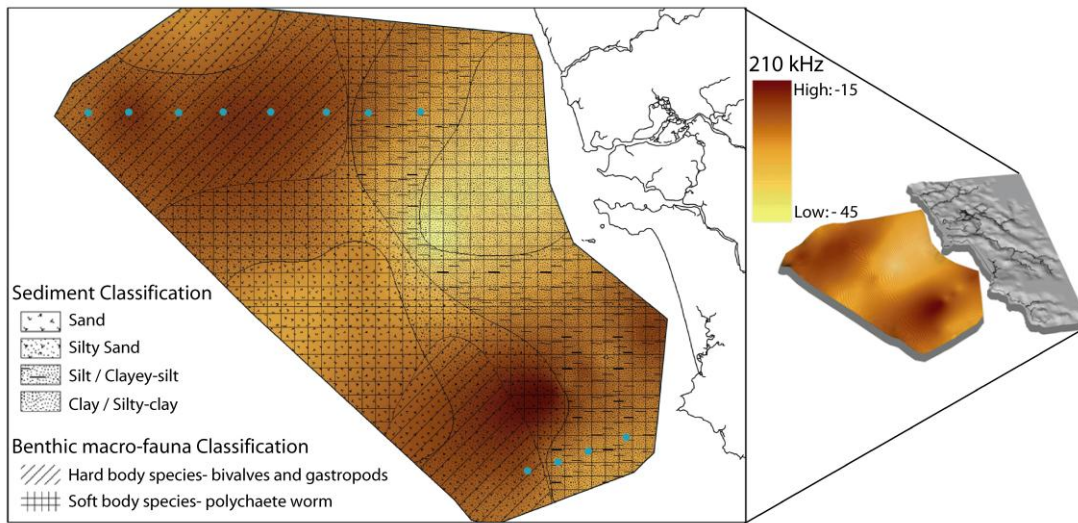 210 kHz
High: -15
Low: - 45
Sediment Classification
Sand
Silty Sand
Silt / Clayey-silt
Clay / Silty-clay
Benthic macro-fauna Classification
Hard body species- bivalves and gastropods
Soft body species- polychaete worm